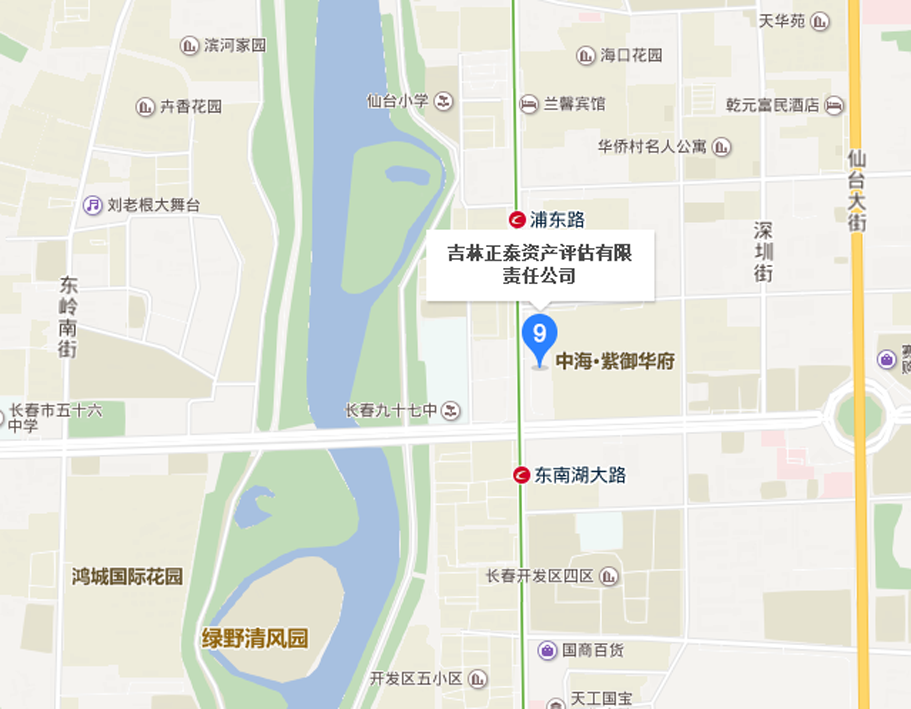 天华苑
滨河家园
海口花园
仙台小学
兰馨宾馆
乾元富民酒店
卉香花园
华侨村名人公寓
仙台大街
刘老根大舞台
浦东路
深圳街
吉林正泰资产评估有限
责任公司
东岭南街
9
中海·紫御华府
长春市五十六
中学
长春九十七中
东南湖大路
鸿城国际花园
长春开发区四区
绿野清风园
国商百货
开发区五小区
天工国宝